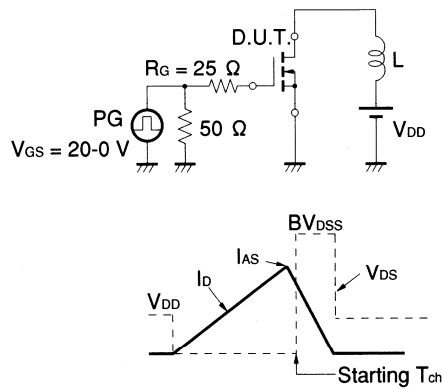 D.U.T.
RG = 25 Ω
L
PG
50 Ω
VDD
VGS = 20-0 V
BVDSS
IAS
ID
VDS
VDD
Starting Tch